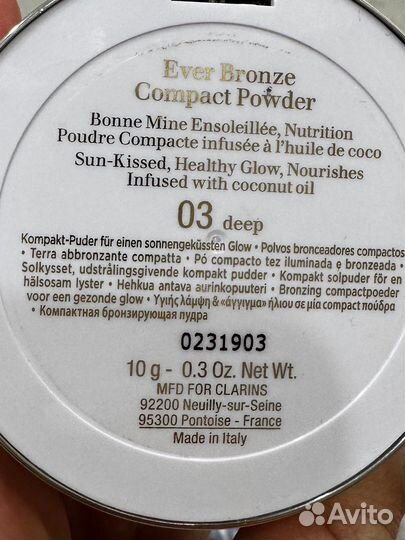 Ever Bronze
Compact Powder
Bonne Mine Ensoleillée, Nutrition
Poudre Compacte infusée à l'huile de coco
Sun-Kissed, Healthy Glow, Nourishes
Infused with coconut oil
03 deep
Kompakt-Puder für einen sonnengeküssten Glow • Polvos bronceadores compactos
• Terra abbronzante compatta • Pó compacto tez iluminada e bronzeada •
Solkysset, udstrålingsgivende kompakt pudder • Kompakt solpuder för en
hälsosam lyster • Hehkua antava aurinkopuuteri • Bronzing compactpoeder
voor een gezonde glow • Υγιής λάμψη & «άγγιγμα» ήλιου σε μία compact πούδρα
• Компактная бронзирующая пудра
0231903
10 g - 0.3 Oz. Net Wt.
MFD FOR CLARINS
92200 Neuilly-sur-Seine
95300 Pontoise - France
Made in Italy
Avito